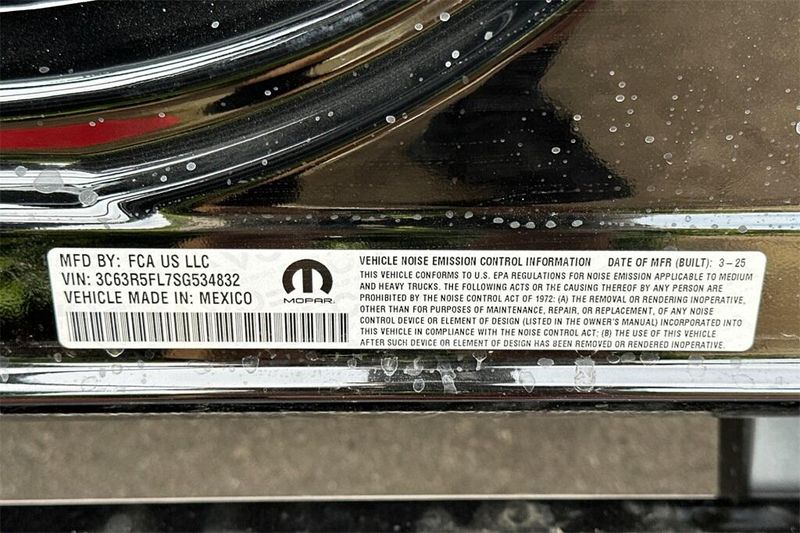 MFD BY: FCA US LLC
VIN: 3C63R5FL7SG534832
VEHICLE MADE IN: MEXICO
MOPAR
VEHICLE NOISE EMISSION CONTROL INFORMATION DATE OF MFR (BUILT): 3-25
THIS VEHICLE CONFORMS TO U.S. EPA REGULATIONS FOR NOISE EMISSION APPLICABLE TO MEDIUM
AND HEAVY TRUCKS. THE FOLLOWING ACTS OR THE CAUSING THEREOF BY ANY PERSON ARE
PROHIBITED BY THE NOISE CONTROL ACT OF 1972: (A) THE REMOVAL OR RENDERING INOPERATIVE,
OTHER THAN FOR PURPOSES OF MAINTENANCE, REPAIR, OR REPLACEMENT, OF ANY NOISE
CONTROL DEVICE OR ELEMENT OF DESIGN (LISTED IN THE OWNER'S MANUAL) INCORPORATED INTO
THIS VEHICLE IN COMPLIANCE WITH THE NOISE CONTROL ACT; (B) THE USE OF THIS VEHICLE
AFTER SUCH DEVICE OR ELEMENT OF DESIGN HAS BEEN REMOVED OR RENDERED INOPERATIVE.